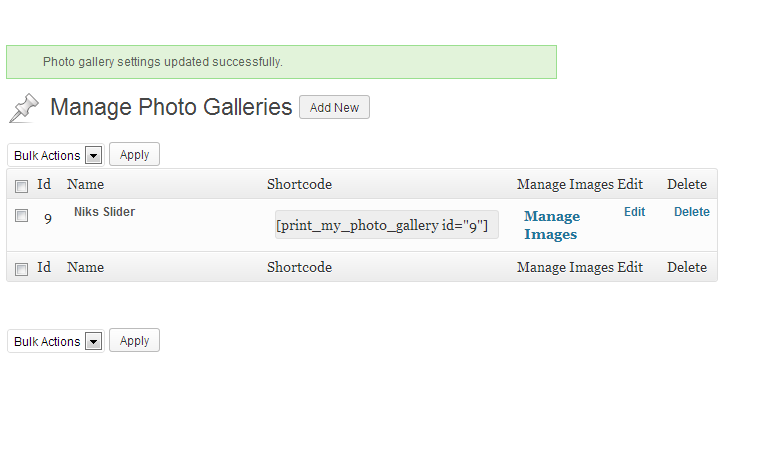 Photo gallery settings updated successfully.
Manage Photo Galleries Add New
Bulk Actions Apply
Id Name Shortcode Manage Images Edit Delete
9 Niks Slider [print_my_photo_gallery id="9"] Manage Images Edit Delete
Id Name Shortcode Manage Images Edit Delete
Bulk Actions Apply